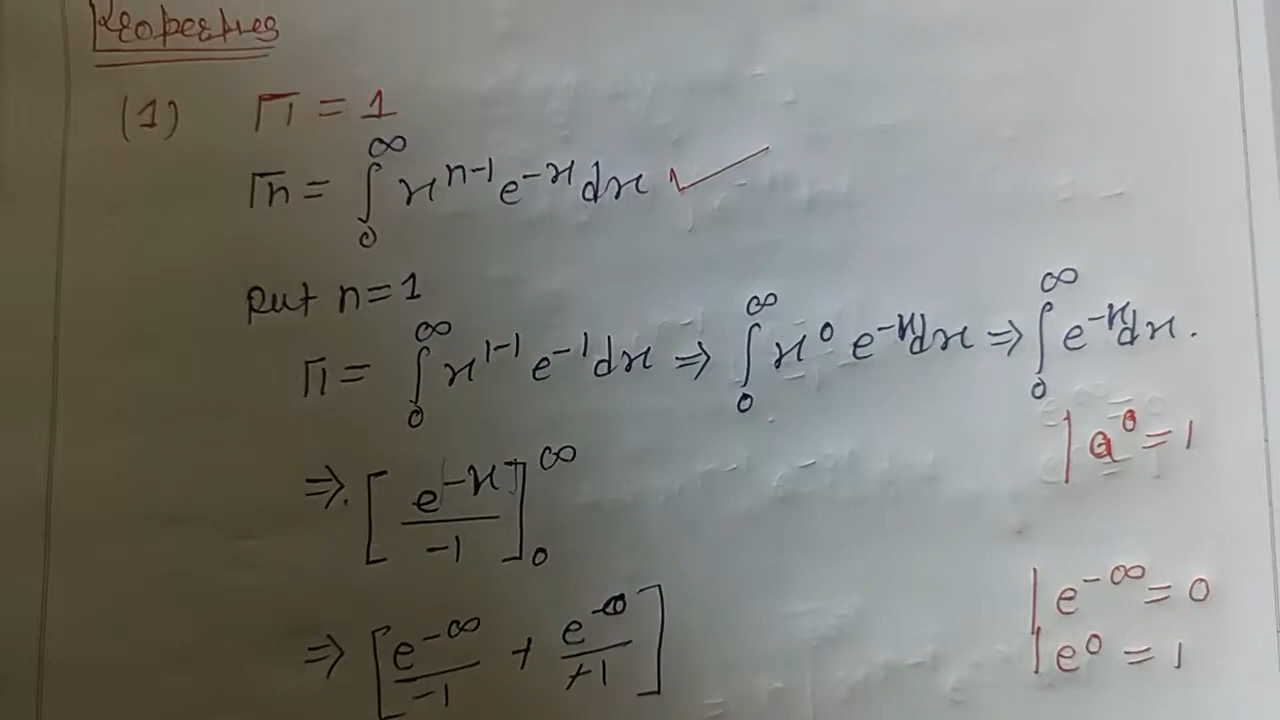 Properties
(1) Γ1 = 1
Γn = ∫₀^∞ x^{n-1} e^{-x} dx ✓
Put n=1
Γ1 = ∫₀^∞ x^{1-1} e^{-1} dx ⇒ ∫₀^∞ x^0 e^{-x} dx ⇒ ∫₀^∞ e^{-x} dx.
| a^0 = 1
⇒. [e^{-x}/-1]₀^∞
| e^{-∞} = 0
⇒ [e^{-∞}/-1 + e^{-0}/+1]
| e^0 = 1